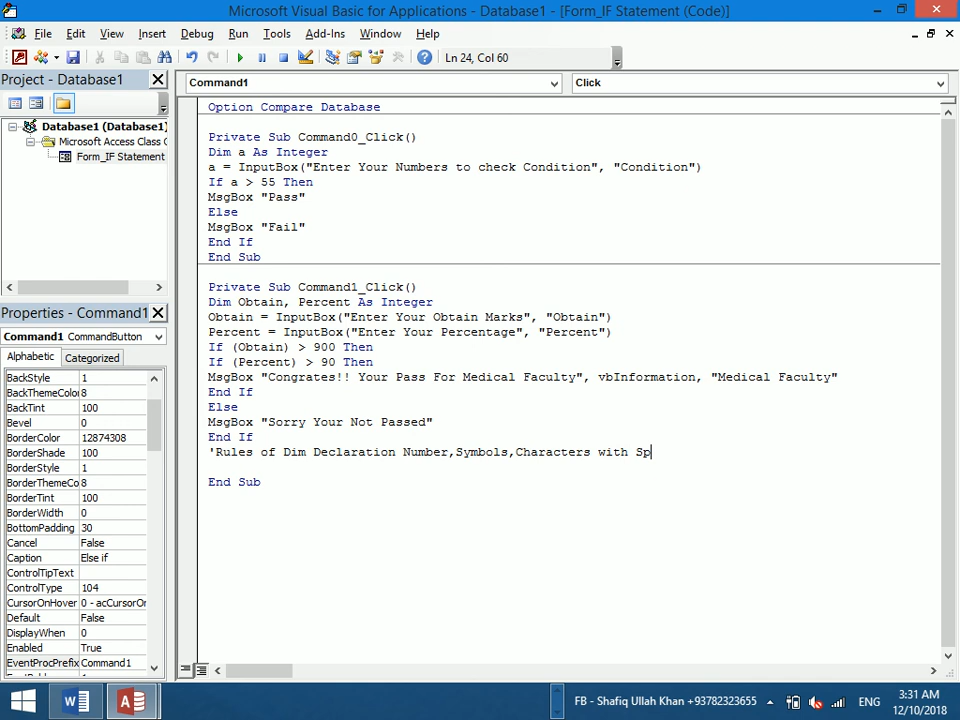 Microsoft Visual Basic for Applications - Database1 - [Form_IF Statement (Code)]
File Edit View Insert Format Debug Run Tools Add-Ins Window Help
Ln 24, Col 60
Project - Database1
Database1 (Database1)
Microsoft Access Class O
Form_IF Statement
Properties - Command1
Command1 CommandButton
Alphabetic Categorized
BackStyle 1
BackThemeColor 8
BackTint 100
Bevel 0
BorderColor 12874308
BorderShade 100
BorderStyle 1
BorderThemeCo 8
BorderTint 100
BorderWidth 0
BottomPadding 30
Cancel False
Caption Else if
ControlTipText
ControlType 104
CursorOnHover 0 - acCursorOn
Default False
DisplayWhen 0
Enabled True
EventProcPrefix Command1
Command1 Click
Option Compare Database
Private Sub Command0_Click()
Dim a As Integer
a = InputBox("Enter Your Numbers to check Condition", "Condition")
If a > 55 Then
MsgBox "Pass"
Else
MsgBox "Fail"
End If
End Sub
Private Sub Command1_Click()
Dim Obtain, Percent As Integer
Obtain = InputBox("Enter Your Obtain Marks", "Obtain")
Percent = InputBox("Enter Your Percentage", "Percent")
If (Obtain) > 900 Then
If (Percent) > 90 Then
MsgBox "Congrates!! Your Pass For Medical Faculty", vbInformation, "Medical Faculty"
End If
Else
MsgBox "Sorry Your Not Passed"
End If
'Rules of Dim Declaration Number,Symbols,Characters with Sp
End Sub
FB - Shafiq Ullah Khan +93782323655
ENG
3:31 AM
12/10/2018